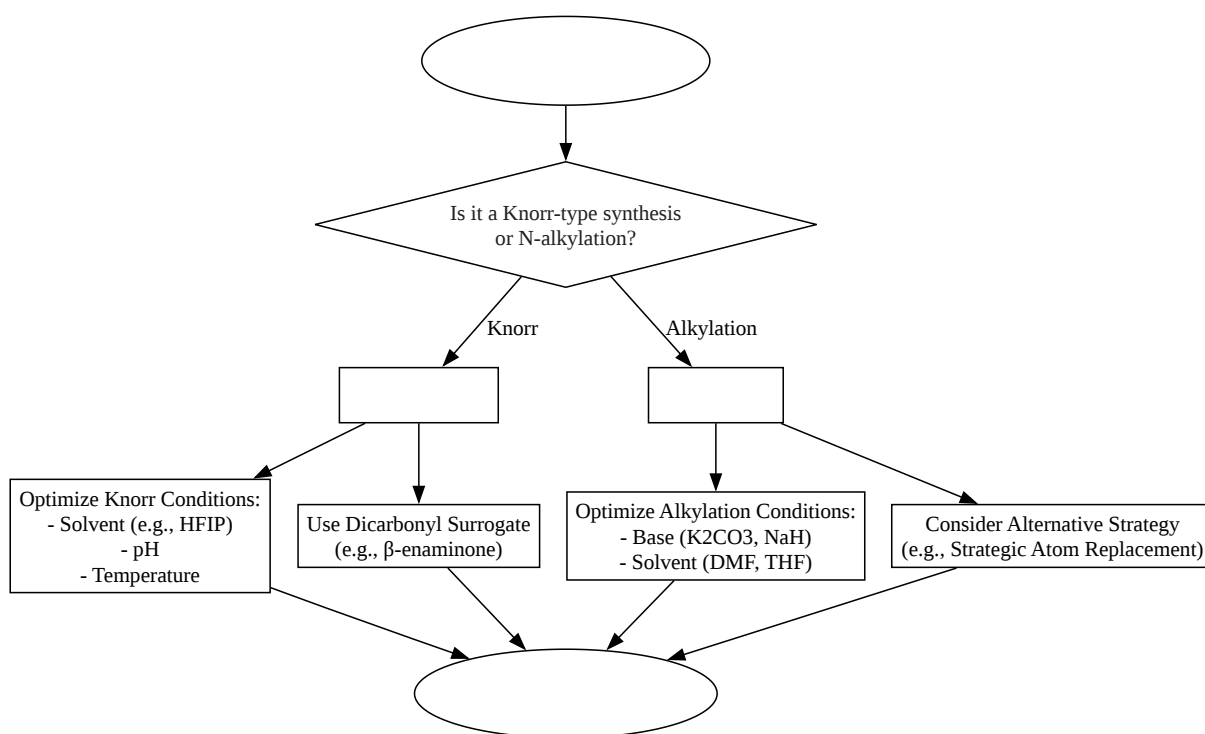 Is it a Knorr-type synthesis
or N-alkylation?
Knorr
Alkylation
Optimize Knorr Conditions:
- Solvent (e.g., HFIP)
- pH
- Temperature
Use Dicarbonyl Surrogate
(e.g., β-enaminone)
Optimize Alkylation Conditions:
- Base (K2CO3, NaH)
- Solvent (DMF, THF)
Consider Alternative Strategy
(e.g., Strategic Atom Replacement)